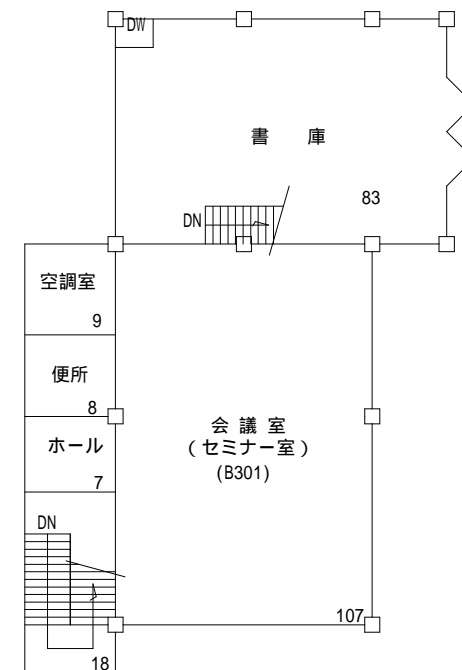 DW
書 庫
83
DN
空調室
9
便所
8
ホール
7
会 議 室
(セミナー室)
(B301)
DN
107
18